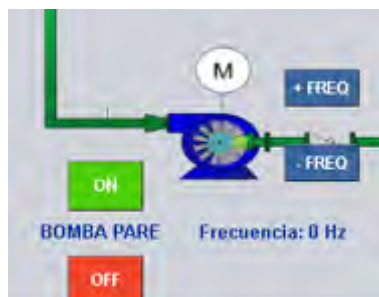 M
+ FREQ
- FREQ
ON
BOMBA PARE
Frecuencia: 0 Hz
OFF